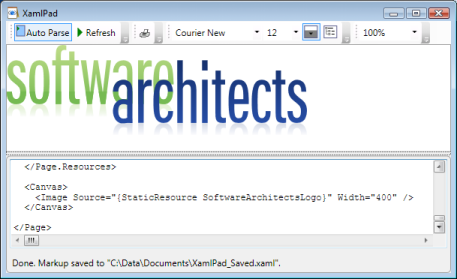 XamlPad
Auto Parse Refresh Courier New 12 100%
software
architects
</Page.Resources>
<Canvas>
<Image Source="{StaticResource SoftwareArchitectsLogo}" Width="400" />
</Canvas>
</Page>
Done. Markup saved to "C:\Data\Documents\XamlPad_Saved.xaml".